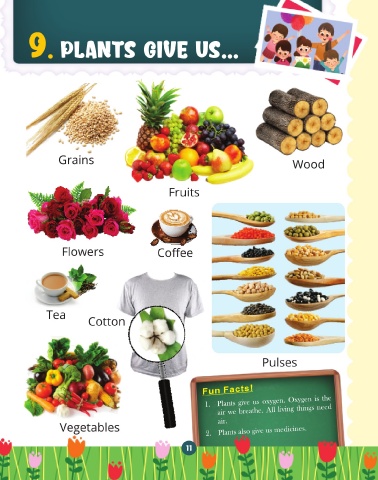 9. PLANTS GIVE US...
Grains
Wood
Fruits
Flowers
Coffee
Tea
Cotton
Pulses
Vegetables
Fun Facts!
1. Plants give us oxygen. Oxygen is the
air we breathe. All living things need
air.
2. Plants also give us medicines.
11